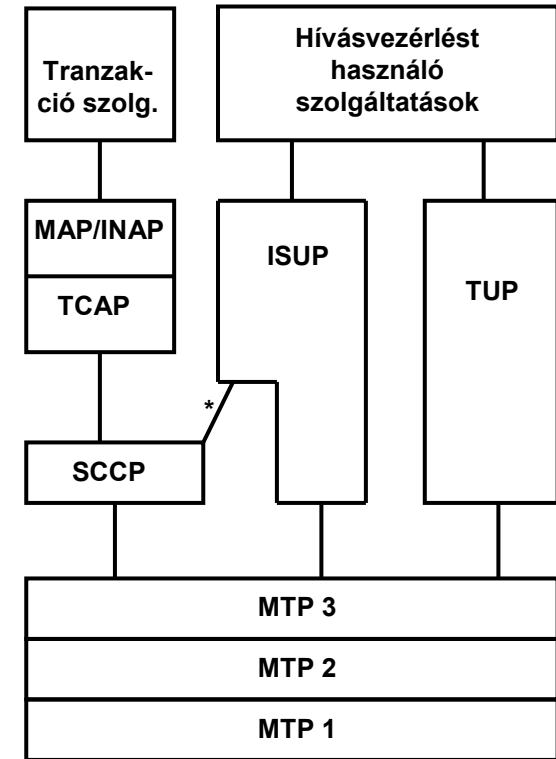 Tranzak-
ció szolg.
Hívásvezérlést
használó
szolgáltatások
MAP/INAP
TCAP
ISUP
TUP
*
SCCP
MTP 3
MTP 2
MTP 1